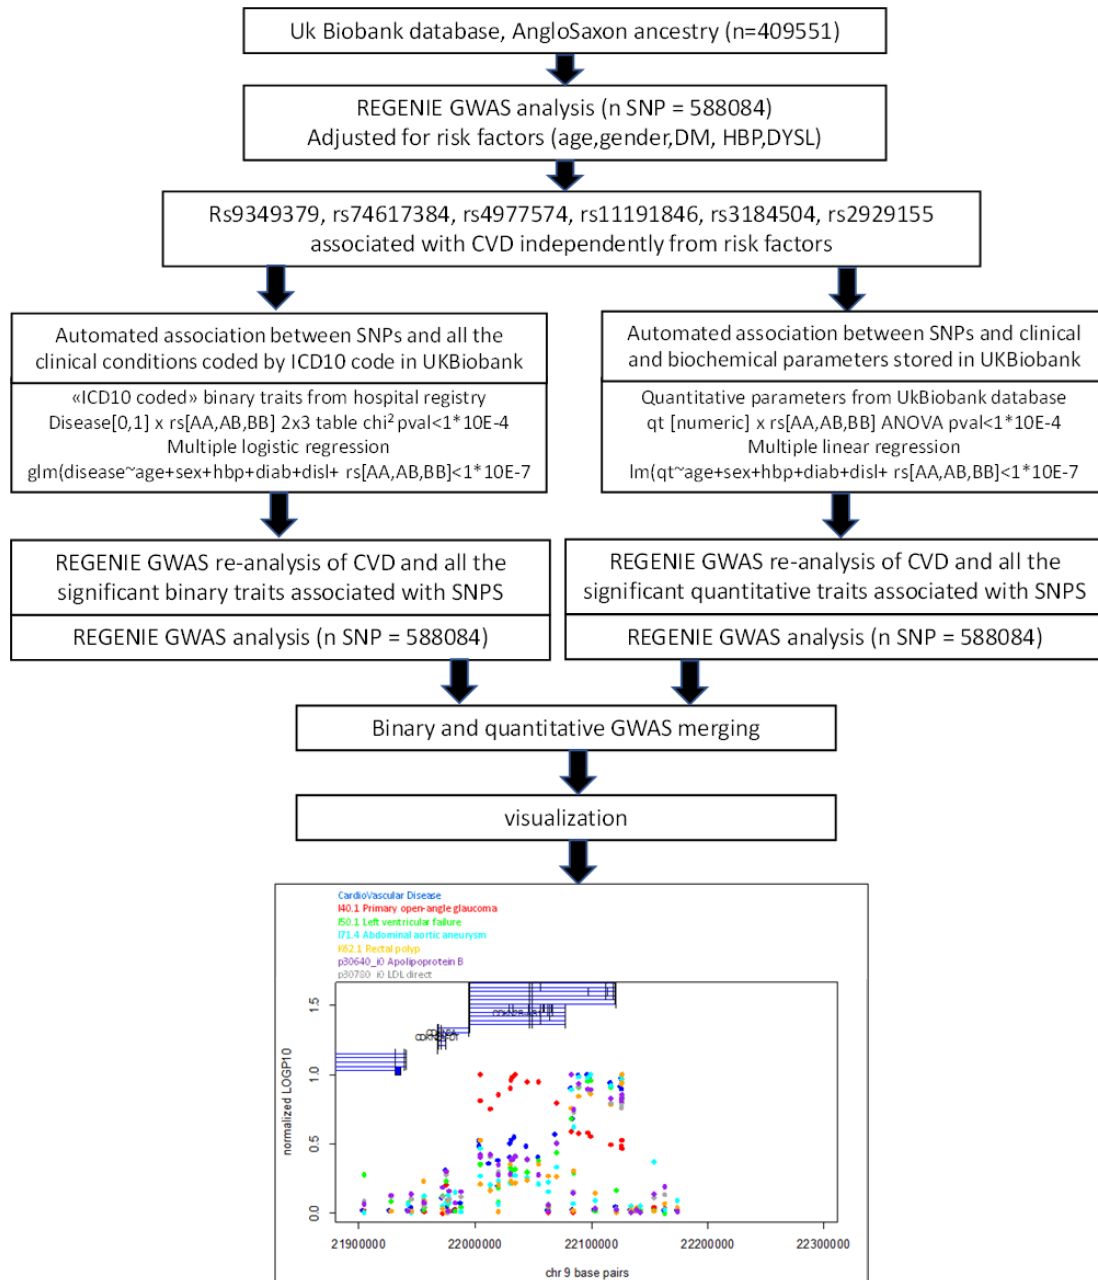 Uk Biobank database, AngloSaxon ancestry (n=409551)
REGENIE GWAS analysis (n SNP = 588084)
Adjusted for risk factors (age,gender,DM, HBP,DYSL)
Rs9349379, rs74617384, rs4977574, rs11191846, rs3184504, rs2929155
associated with CVD independently from risk factors
Automated association between SNPs and all the
clinical conditions coded by ICD10 code in UKBiobank
«ICD10 coded» binary traits from hospital registry
Disease[0,1] x rs[AA,AB,BB] 2x3 table chi² pval<1*10E-4
Multiple logistic regression
glm(disease~age+sex+hbp+diab+disl+ rs[AA,AB,BB]<1*10E-7
Automated association between SNPs and clinical
and biochemical parameters stored in UKBiobank
Quantitative parameters from UkBiobank database
qt [numeric] x rs[AA,AB,BB] ANOVA pval<1*10E-4
Multiple linear regression
lm(qt~age+sex+hbp+diab+disl+ rs[AA,AB,BB]<1*10E-7
REGENIE GWAS re-analysis of CVD and all the
significant binary traits associated with SNPS
REGENIE GWAS analysis (n SNP = 588084)
REGENIE GWAS re-analysis of CVD and all the
significant quantitative traits associated with SNPS
REGENIE GWAS analysis (n SNP = 588084)
Binary and quantitative GWAS merging
visualization
CardioVascular Disease
I40.1 Primary open-angle glaucoma
I50.1 Left ventricular failure
I71.4 Abdominal aortic aneurysm
K62.1 Rectal polyp
p30640_i0 Apolipoprotein B
p30780_i0 LDL direct
normalized LOGP10
1.5
1.0
0.5
0.0
21900000 22000000 22100000 22200000 22300000
chr 9 base pairs